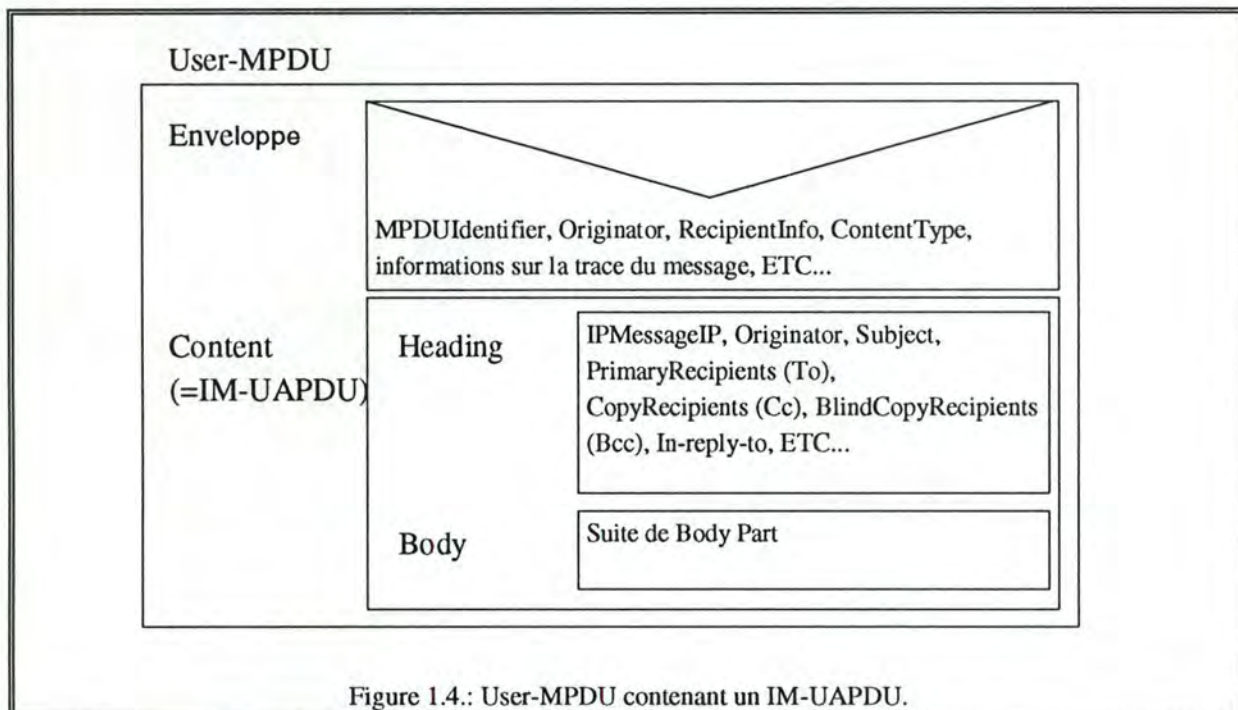 User-MPDU
Enveloppe
MPDUIdentifier, Originator, RecipientInfo, ContentType,
informations sur la trace du message, ETC...
Content
(=IM-UAPDU)
Heading
IPMessageIP, Originator, Subject,
PrimaryRecipients (To),
CopyRecipients (Cc), BlindCopyRecipients
(Bcc), In-reply-to, ETC...
Body
Suite de Body Part
Figure 1.4.: User-MPDU contenant un IM-UAPDU.